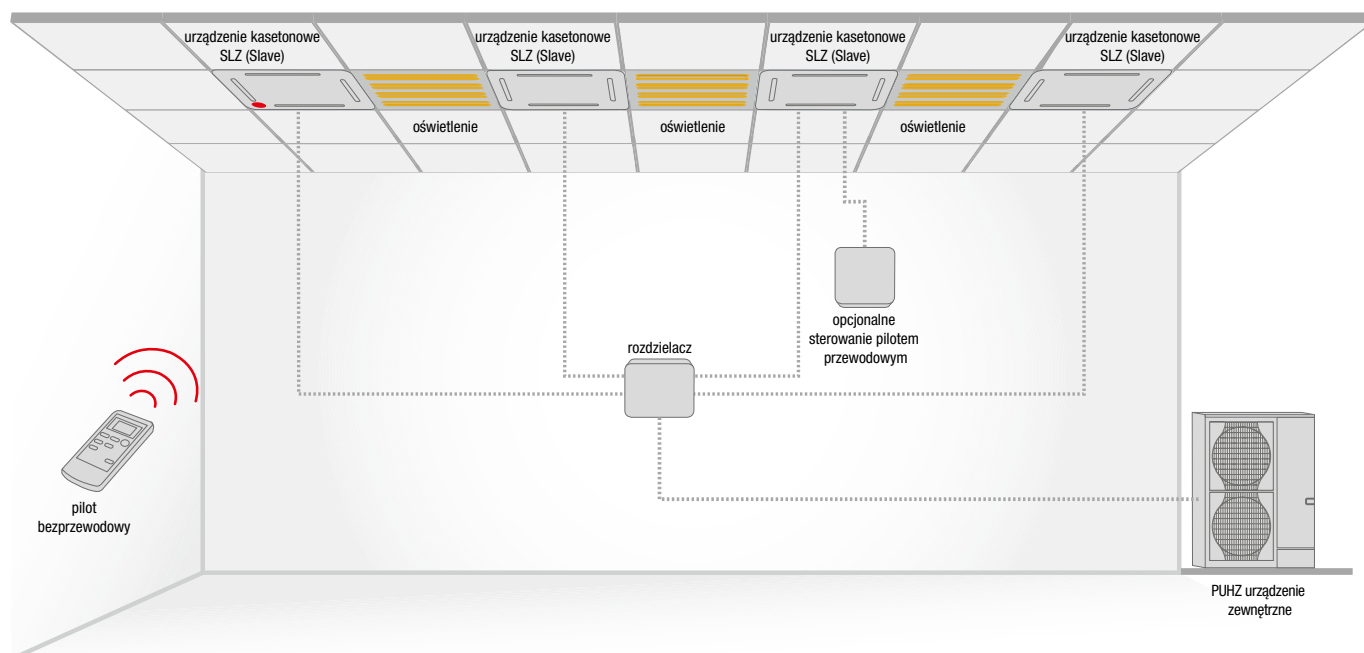 urządzenie kasetonowe
SLZ (Slave)
urządzenie kasetonowe
SLZ (Slave)
urządzenie kasetonowe
SLZ (Slave)
urządzenie kasetonowe
SLZ (Slave)
oświetlenie
oświetlenie
oświetlenie
opcjonalne
sterowanie pilotem
przewodowym
rozdzielacz
pilot
bezprzewodowy
PUHZ urządzenie
zewnętrzne